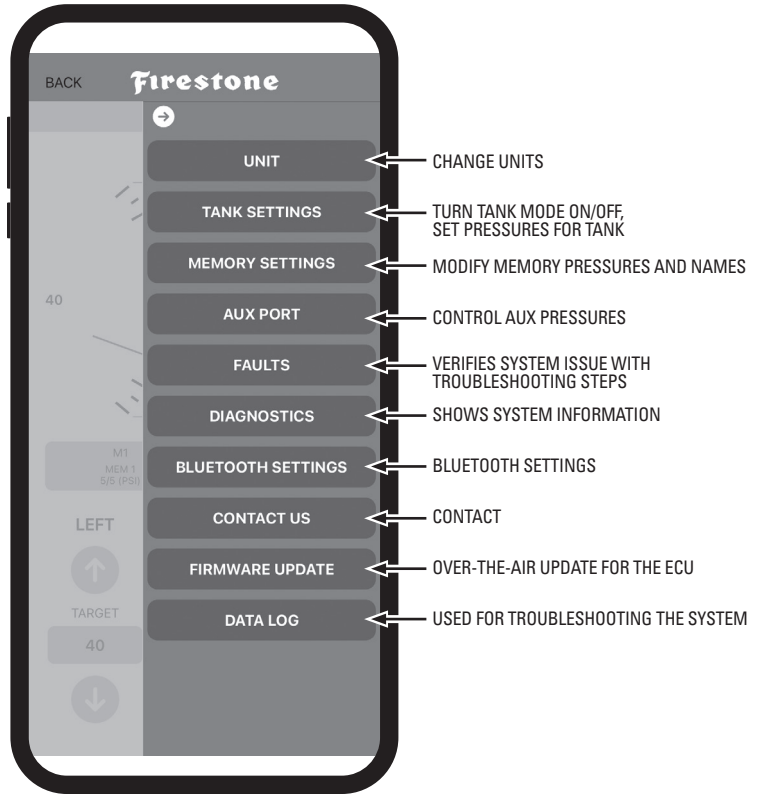 BACK
Firestone
UNIT
CHANGE UNITS
TANK SETTINGS
TURN TANK MODE ON/OFF,
SET PRESSURES FOR TANK
MEMORY SETTINGS
MODIFY MEMORY PRESSURES AND NAMES
40
AUX PORT
CONTROL AUX PRESSURES
FAULTS
VERIFIES SYSTEM ISSUE WITH
TROUBLESHOOTING STEPS
DIAGNOSTICS
SHOWS SYSTEM INFORMATION
M1
MEM 1
5/5 (PSI)
BLUETOOTH SETTINGS
BLUETOOTH SETTINGS
LEFT
CONTACT US
CONTACT
FIRMWARE UPDATE
OVER-THE-AIR UPDATE FOR THE ECU
TARGET
40
DATA LOG
USED FOR TROUBLESHOOTING THE SYSTEM